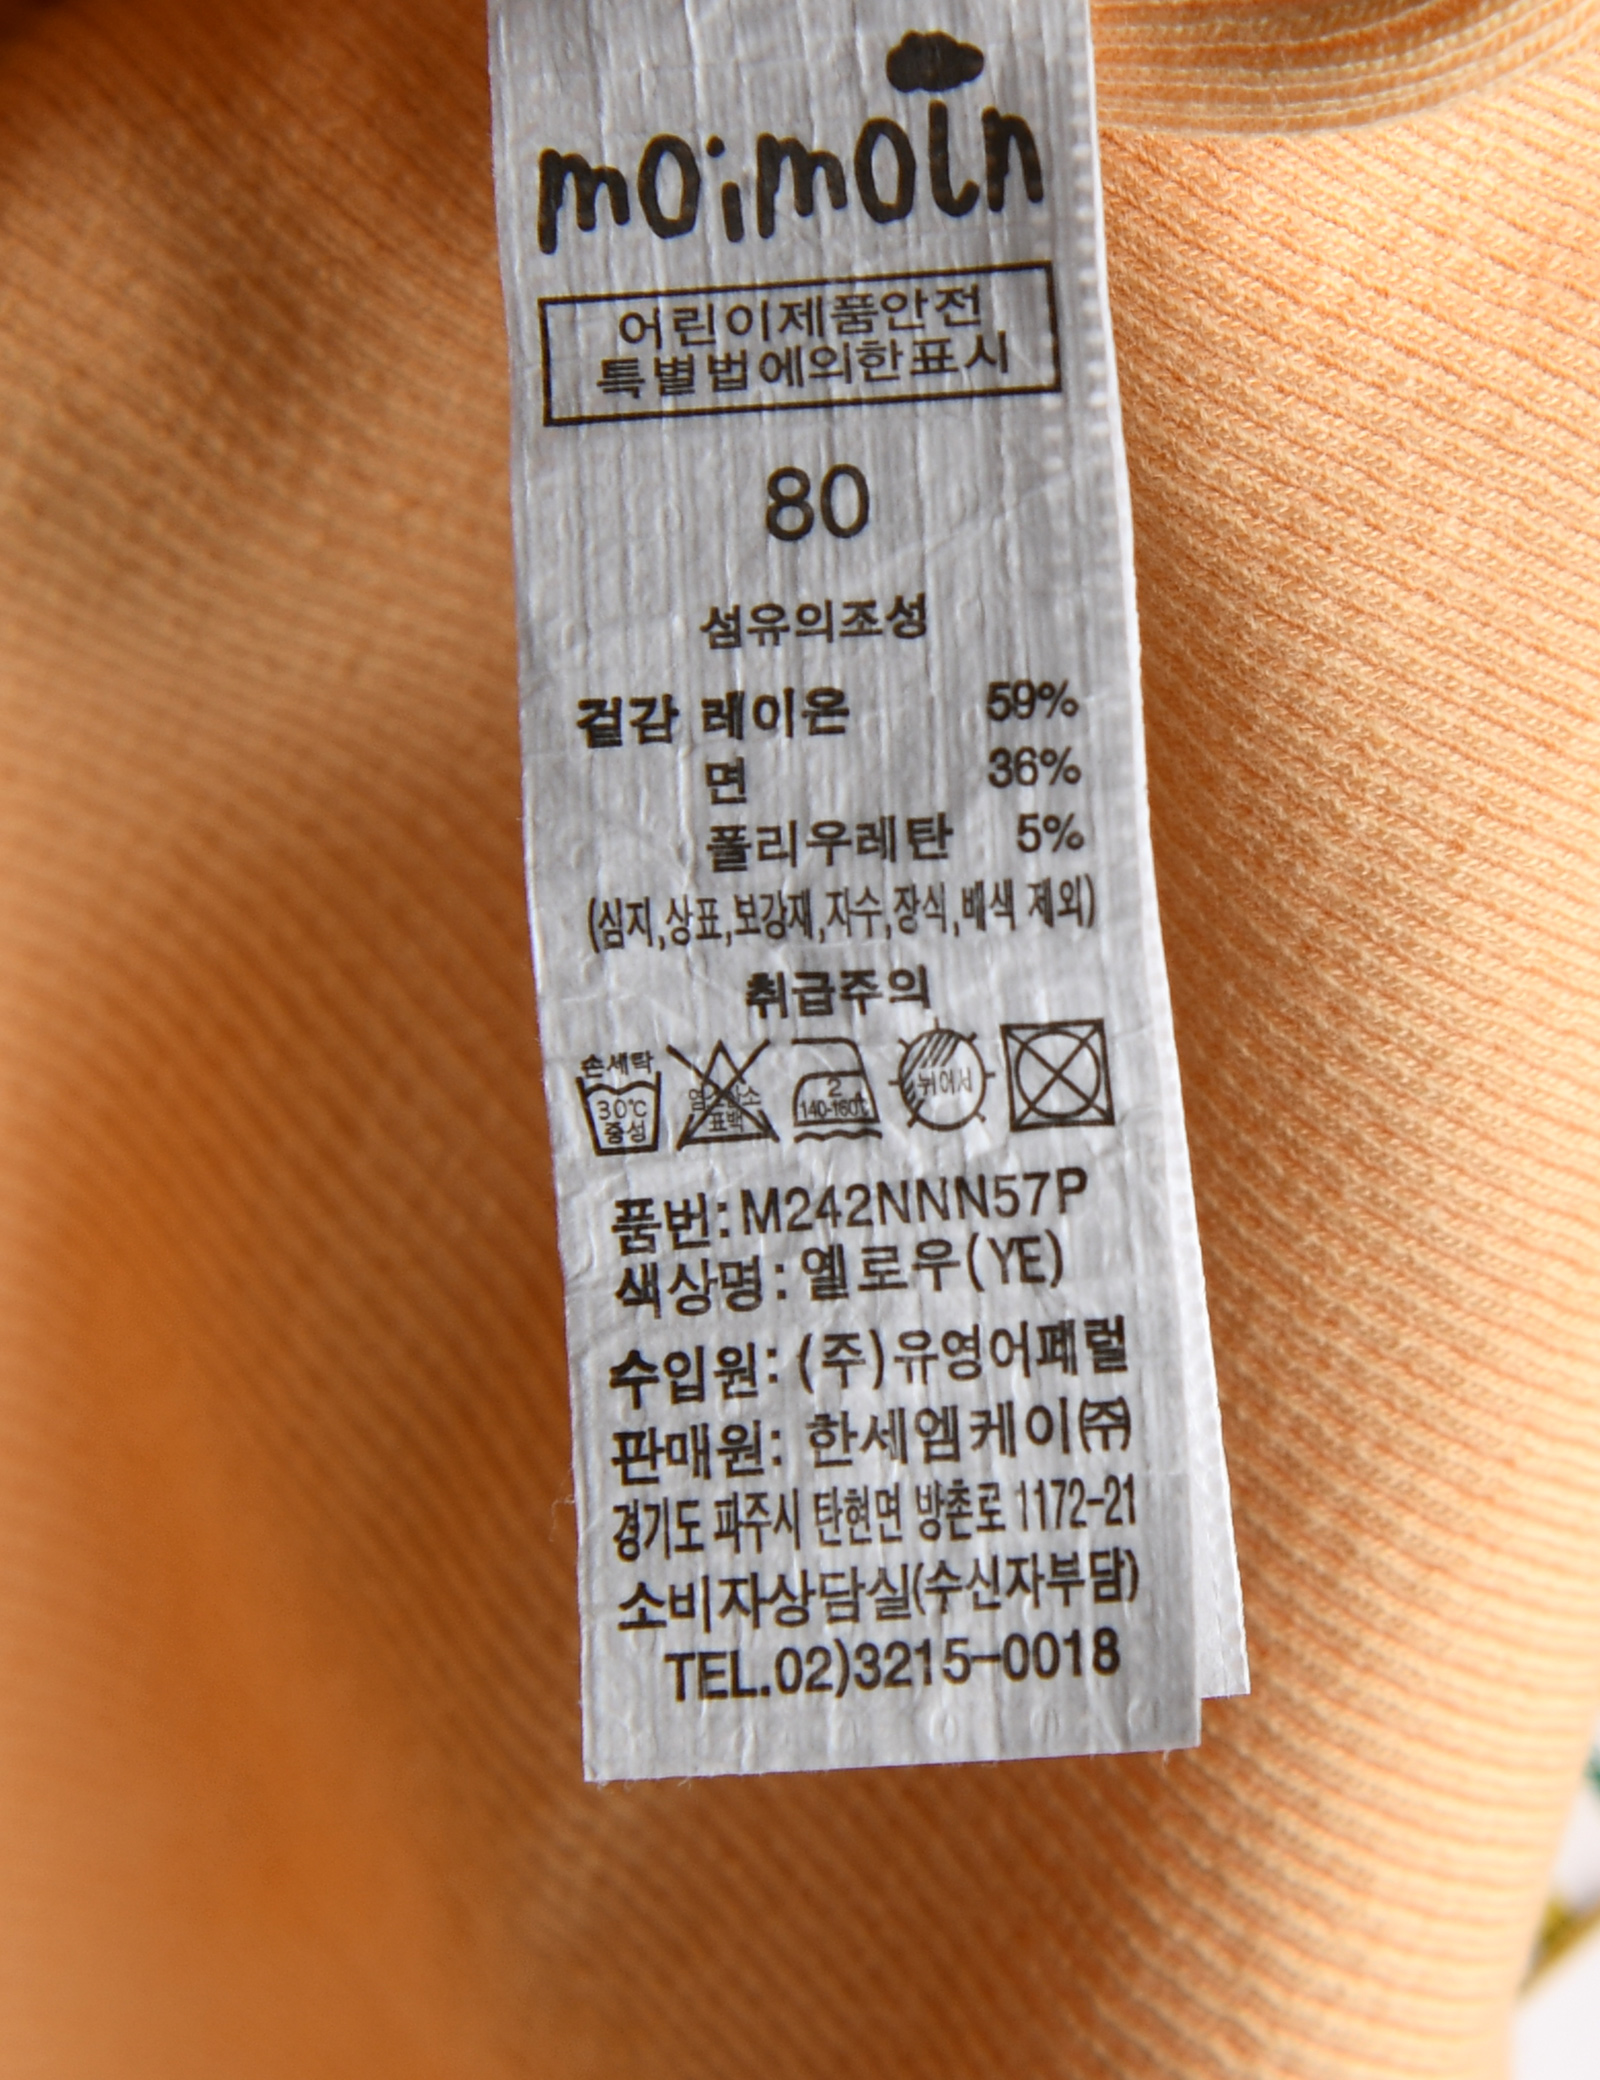 moimoln
어린이제품안전
특별법에의한표시
80
섬유의조성
겉감 레이온 59%
면 36%
폴리우레탄 5%
(심지,상표,보강재,자수,장식,배색 제외)
취급주의
손세탁
30℃
중성
염소산소
표백
2
140-160℃
뉘어서
품번:M242NNN57P
색상명:옐로우(YE)
수입원: (주)유영어패럴
판매원: 한세엠케이㈜
경기도 파주시 탄현면 방촌로 1172-21
소비자상담실(수신자부담)
TEL.02)3215-0018